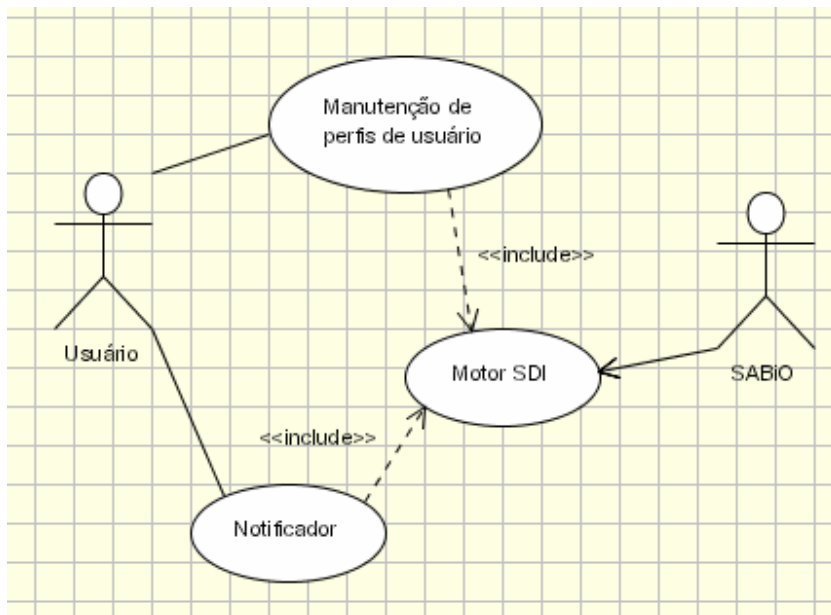 Manutenção de
perfis de usuário
<<include>>
Usuário
Motor SDI
SABiO
<<include>>
Notificador